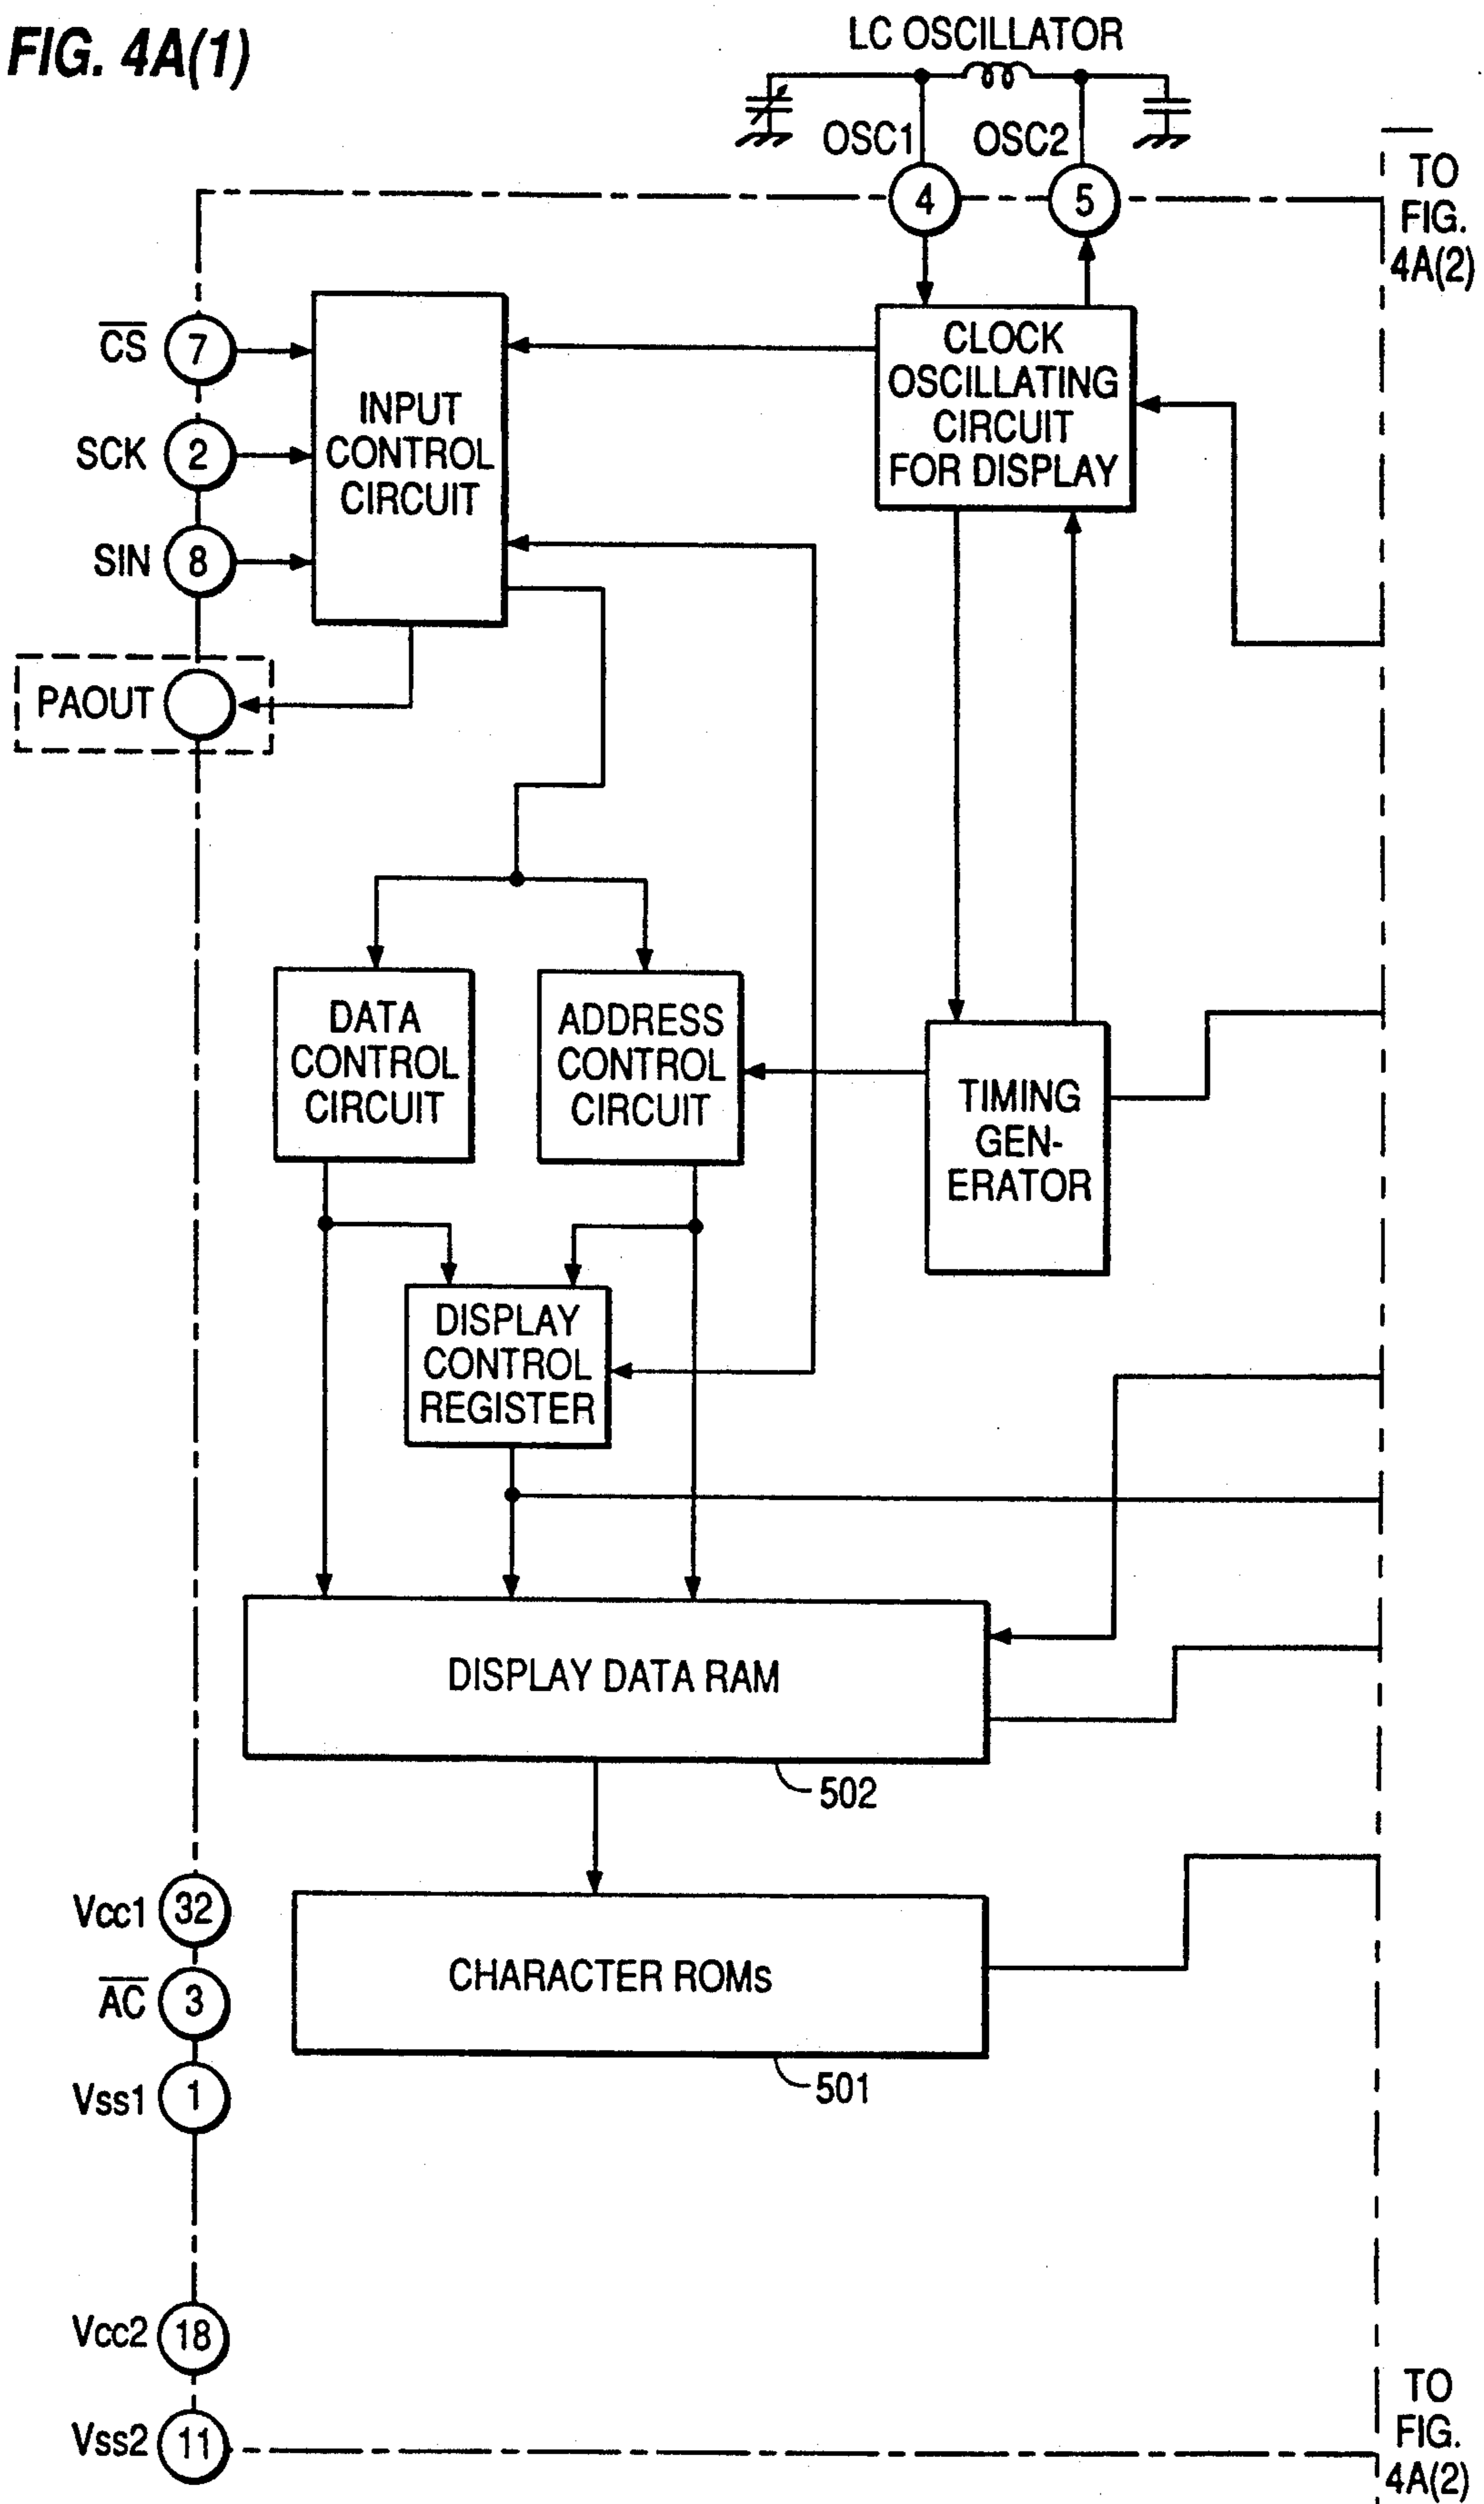 FIG. 4A(1)
LC OSCILLATOR
OSC1
OSC2
4
5
TO
FIG.
4A(2)
C̅S̅
7
SCK
2
SIN
8
PAOUT
INPUT
CONTROL
CIRCUIT
CLOCK
OSCILLATING
CIRCUIT
FOR DISPLAY
DATA
CONTROL
CIRCUIT
ADDRESS
CONTROL
CIRCUIT
TIMING
GEN-
ERATOR
DISPLAY
CONTROL
REGISTER
DISPLAY DATA RAM
502
CHARACTER ROMs
501
Vcc1
32
A̅C̅
3
Vss1
1
Vcc2
18
Vss2
11
TO
FIG.
4A(2)